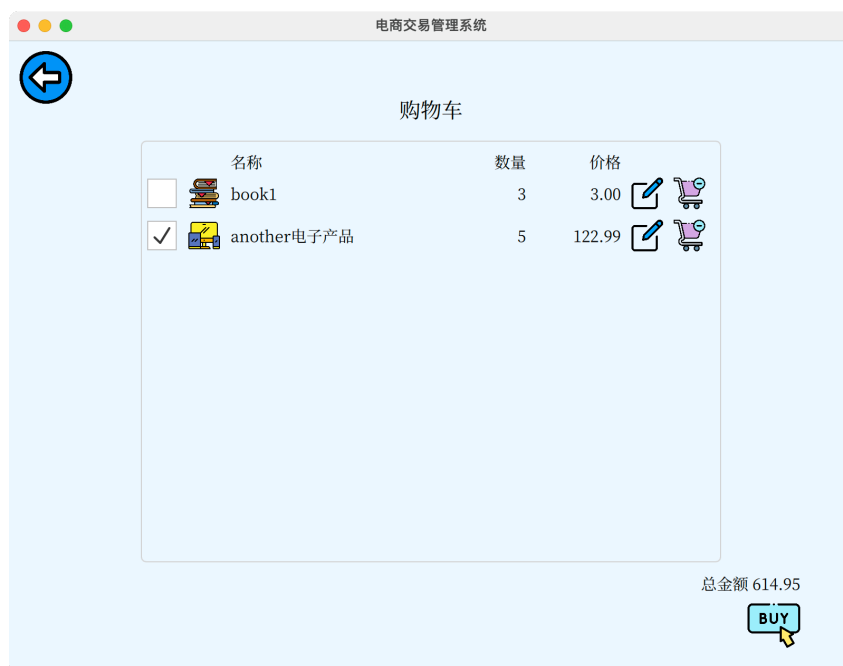 电商交易管理系统
购物车
名称 数量 价格
book1 3 3.00
another电子产品 5 122.99
总金额 614.95
BUY